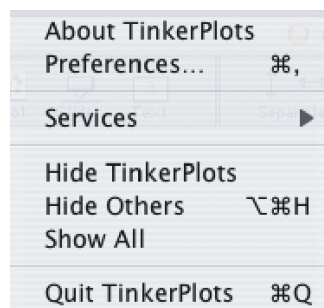 About TinkerPlots
Preferences... ⌘,
Services ▶
Hide TinkerPlots
Hide Others ⌥⌘H
Show All
Quit TinkerPlots ⌘Q